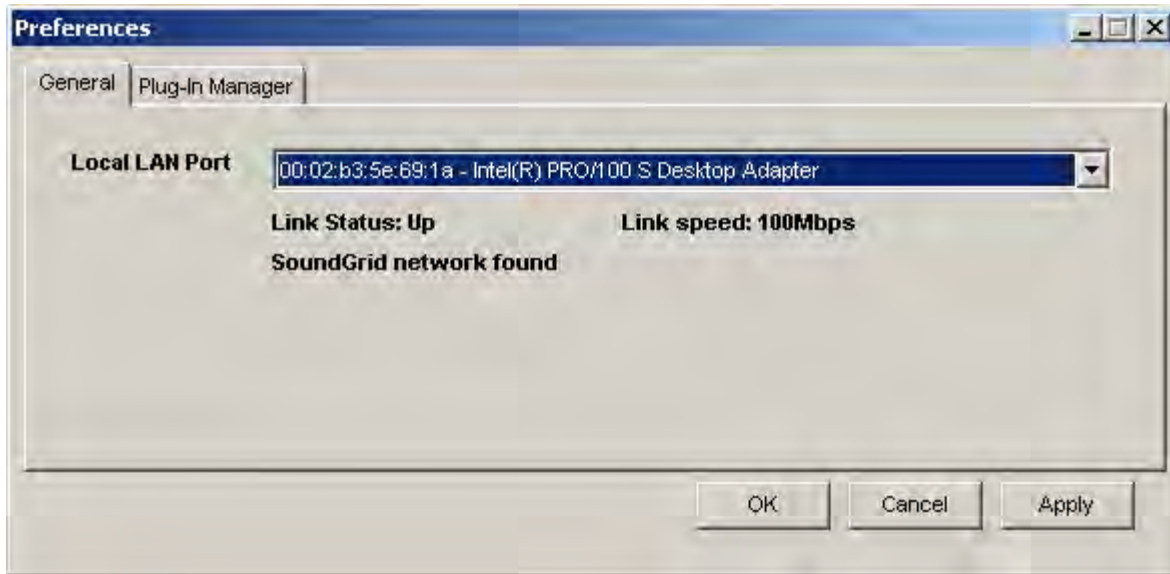 Preferences
General Plug-In Manager
Local LAN Port 00:02:b3:5e:69:1a - Intel(R) PRO/100 S Desktop Adapter
Link Status: Up Link speed: 100Mbps
SoundGrid network found
OK Cancel Apply